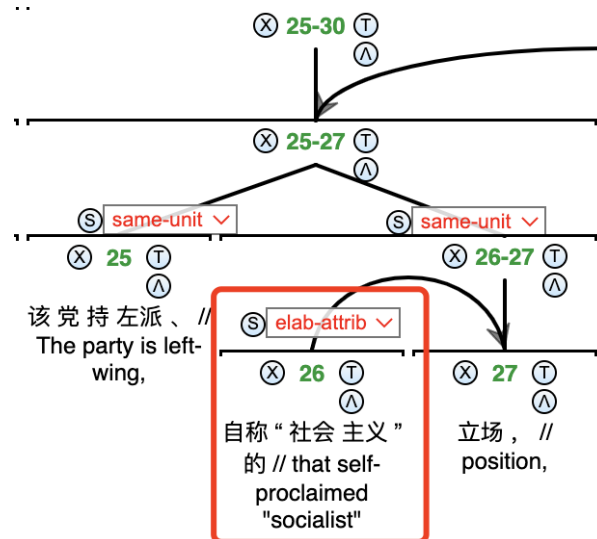 X 25-30 T
Λ
X 25-27 T
Λ
S same-unit
S same-unit
X 25 T
Λ
X 26-27 T
Λ
该 党 持 左派 、 //
The party is left-
wing,
S elab-attrib
X 26 T
Λ
X 27 T
Λ
自称 “ 社会 主义 ”
的 // that self-
proclaimed
"socialist"
立场 ， //
position,